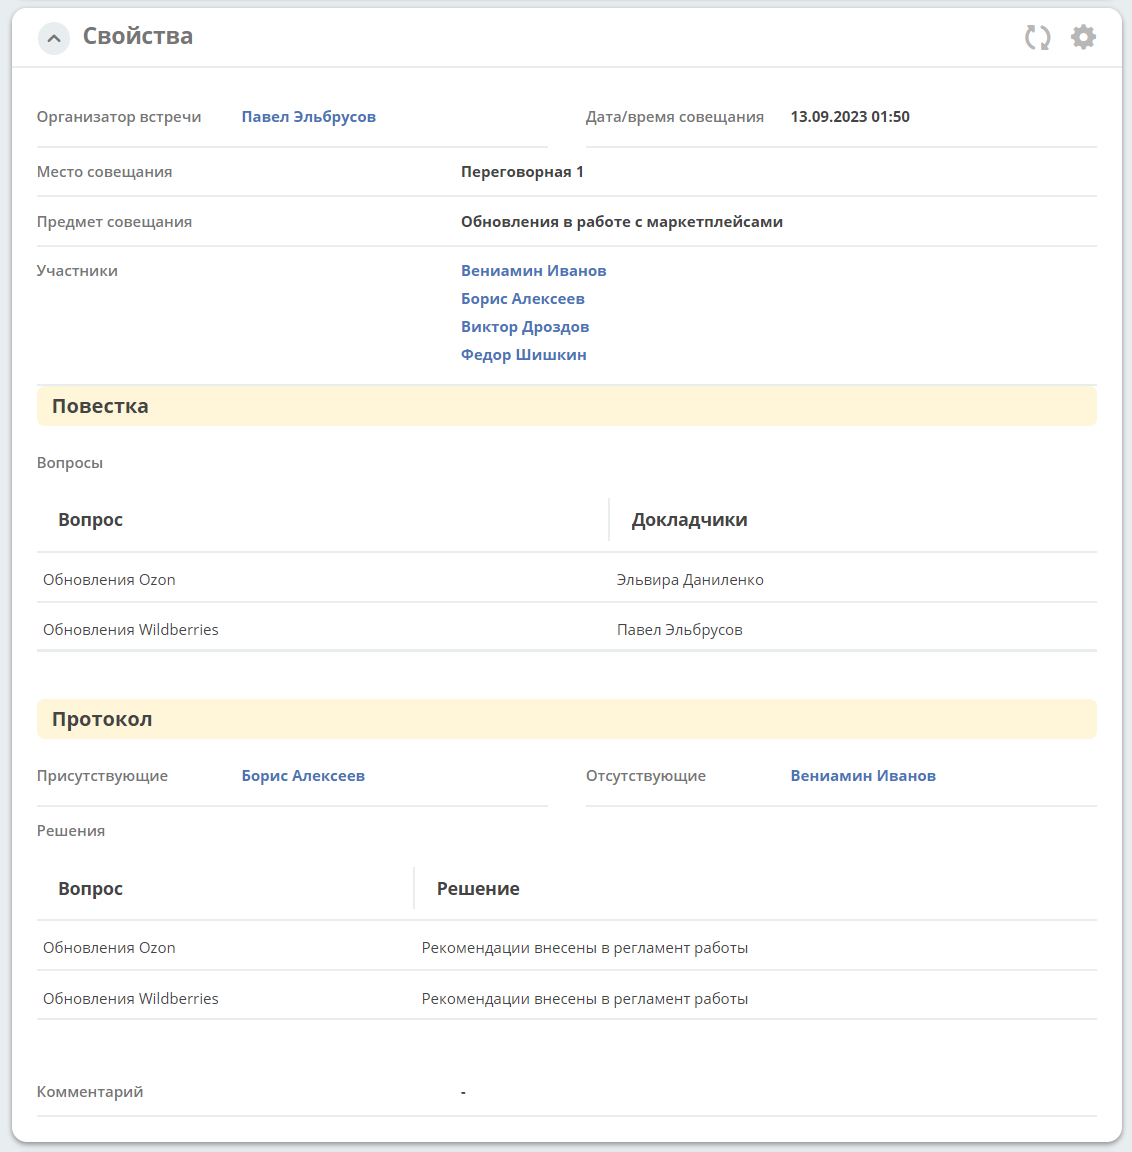 Свойства
Организатор встречи Павел Эльбрусов Дата/время совещания 13.09.2023 01:50
Место совещания Переговорная 1
Предмет совещания Обновления в работе с маркетплейсами
Участники Вениамин Иванов
Борис Алексеев
Виктор Дроздов
Федор Шишкин
Повестка
Вопросы
Вопрос Докладчики
Обновления Ozon Эльвира Даниленко
Обновления Wildberries Павел Эльбрусов
Протокол
Присутствующие Борис Алексеев Отсутствующие Вениамин Иванов
Решения
Вопрос Решение
Обновления Ozon Рекомендации внесены в регламент работы
Обновления Wildberries Рекомендации внесены в регламент работы
Комментарий -